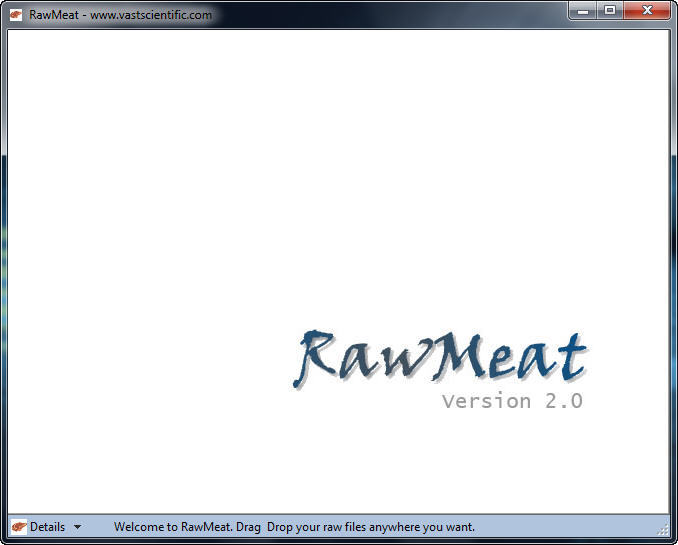 RawMeat - www.vastscientific.com
RawMeat
Version 2.0
Details
Welcome to RawMeat. Drag  Drop your raw files anywhere you want.